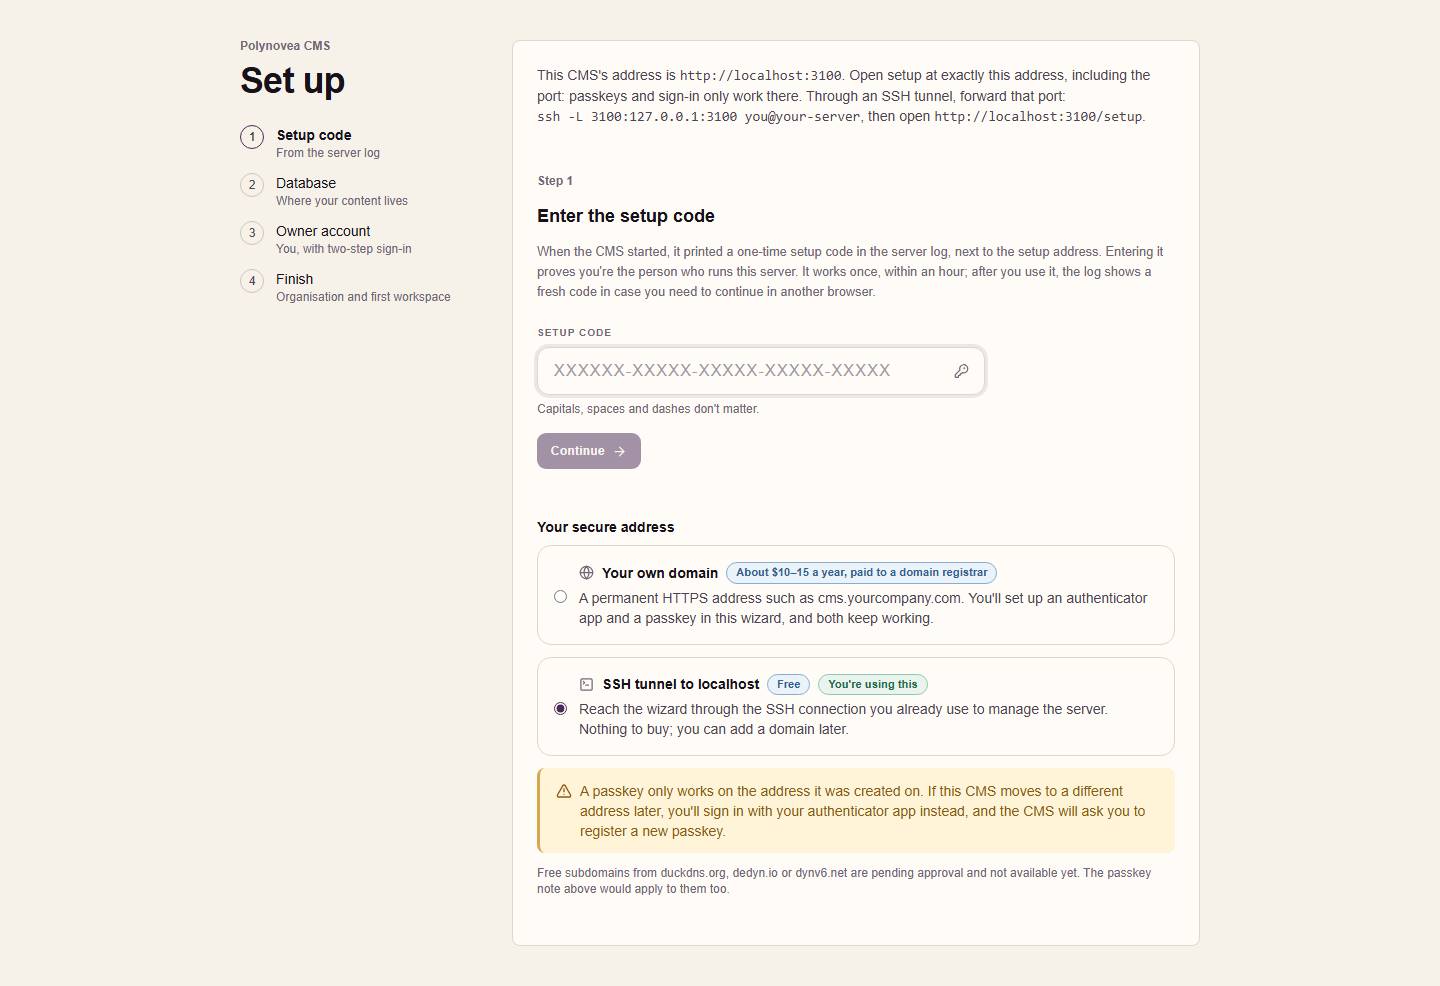 Polynovea CMS
Set up
1
Setup code
From the server log
2
Database
Where your content lives
3
Owner account
You, with two-step sign-in
4
Finish
Organisation and first workspace
This CMS's address is http://localhost:3100. Open setup at exactly this address, including the
port: passkeys and sign-in only work there. Through an SSH tunnel, forward that port:
ssh -L 3100:127.0.0.1:3100 you@your-server, then open http://localhost:3100/setup.
Step 1
Enter the setup code
When the CMS started, it printed a one-time setup code in the server log, next to the setup address. Entering it
proves you're the person who runs this server. It works once, within an hour; after you use it, the log shows a
fresh code in case you need to continue in another browser.
SETUP CODE
XXXXXX-XXXXX-XXXXX-XXXXX-XXXXX
Capitals, spaces and dashes don't matter.
Continue
Your secure address
Your own domain About $10–15 a year, paid to a domain registrar
A permanent HTTPS address such as cms.yourcompany.com. You'll set up an authenticator
app and a passkey in this wizard, and both keep working.
SSH tunnel to localhost Free You're using this
Reach the wizard through the SSH connection you already use to manage the server.
Nothing to buy; you can add a domain later.
A passkey only works on the address it was created on. If this CMS moves to a different
address later, you'll sign in with your authenticator app instead, and the CMS will ask you to
register a new passkey.
Free subdomains from duckdns.org, dedyn.io or dynv6.net are pending approval and not available yet. The passkey
note above would apply to them too.